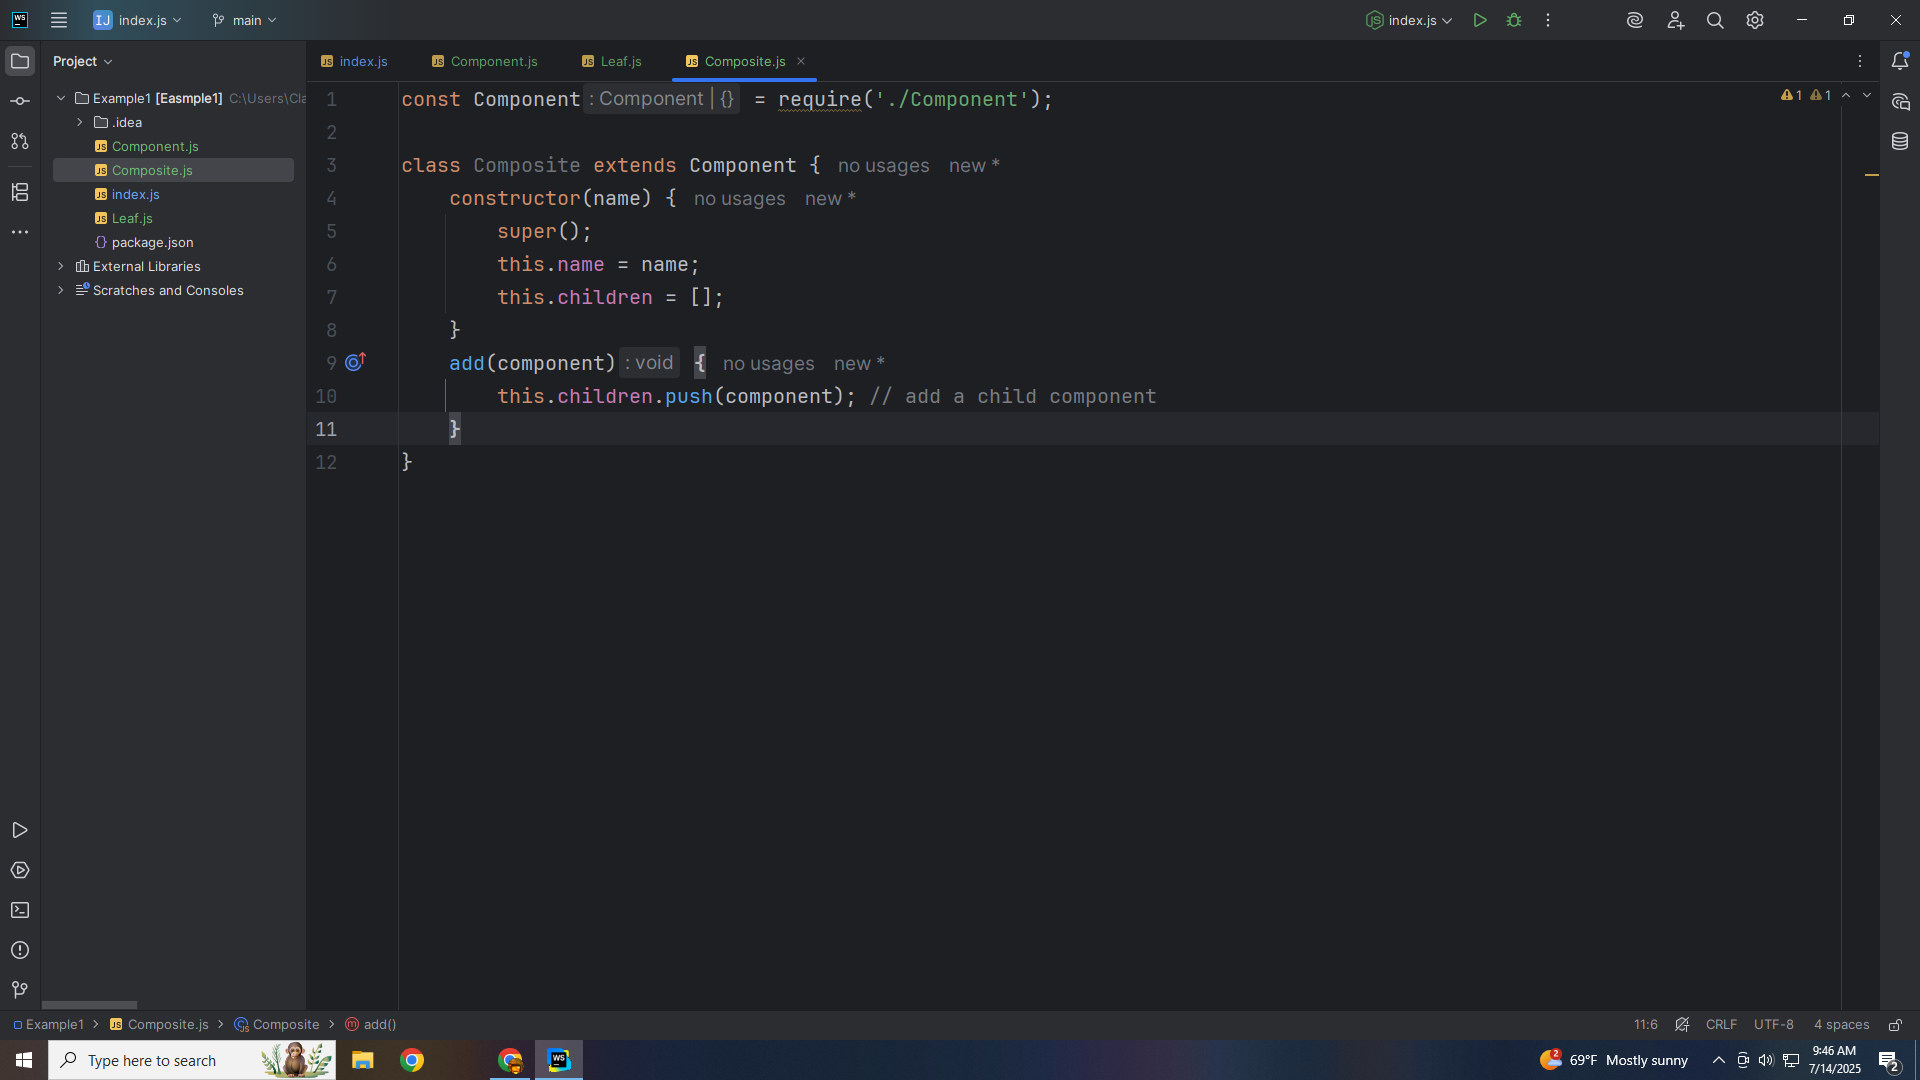 WS IJ index.js main index.js
Project index.js Component.js Leaf.js Composite.js
Example1 [Easmple1] C:\Users\Cla
.idea
Component.js
Composite.js
index.js
Leaf.js
package.json
External Libraries
Scratches and Consoles
1 const Component : Component | {} = require('./Component');
2
3 class Composite extends Component { no usages new *
4 constructor(name) { no usages new *
5 super();
6 this.name = name;
7 this.children = [];
8 }
9 add(component) : void { no usages new *
10 this.children.push(component); // add a child component
11 }
12 }
1 1
Example1 > Composite.js > Composite > add() 11:6 CRLF UTF-8 4 spaces
Type here to search WS 2 69°F Mostly sunny 9:46 AM
7/14/2025 2